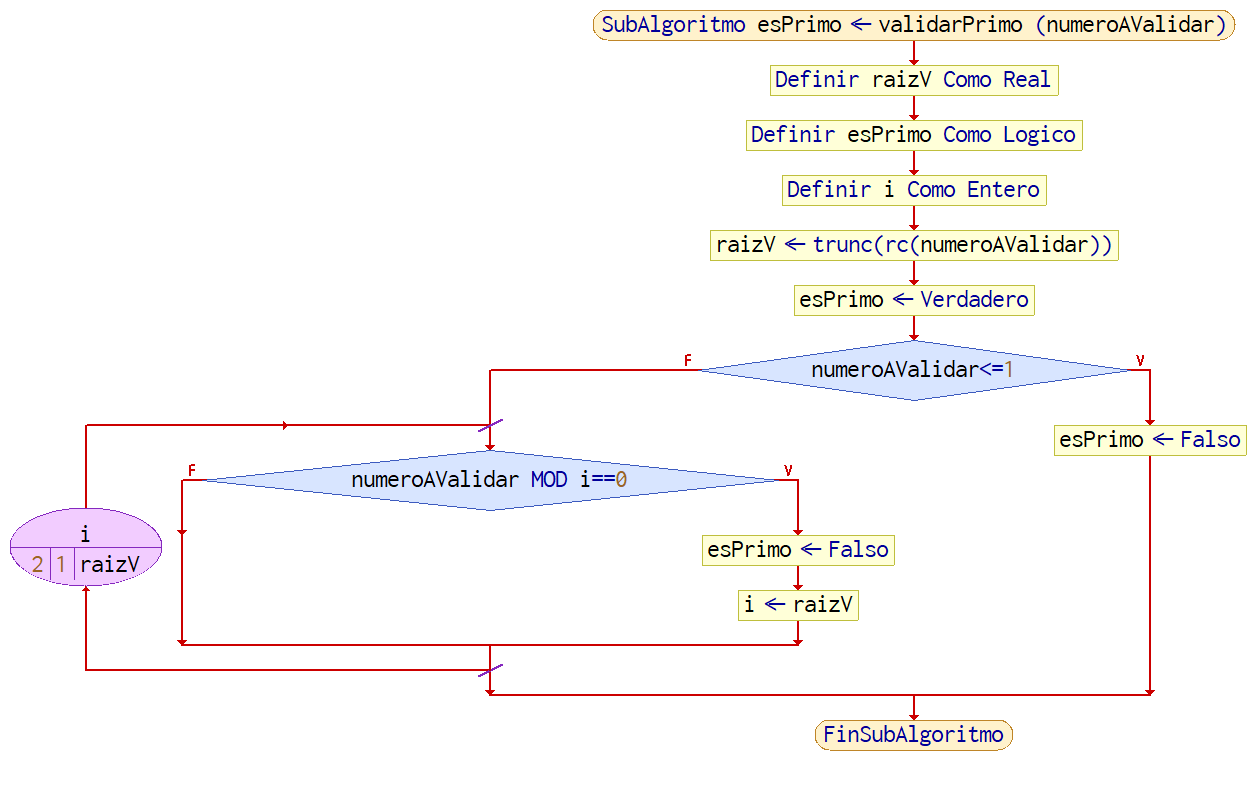 SubAlgoritmo esPrimo ← validarPrimo (numeroAValidar)
Definir raizV Como Real
Definir esPrimo Como Logico
Definir i Como Entero
raizV ← trunc(rc(numeroAValidar))
esPrimo ← Verdadero
F
V
numeroAValidar<=1
esPrimo ← Falso
F
V
numeroAValidar MOD i==0
i
2 1 raizV
esPrimo ← Falso
i ← raizV
FinSubAlgoritmo